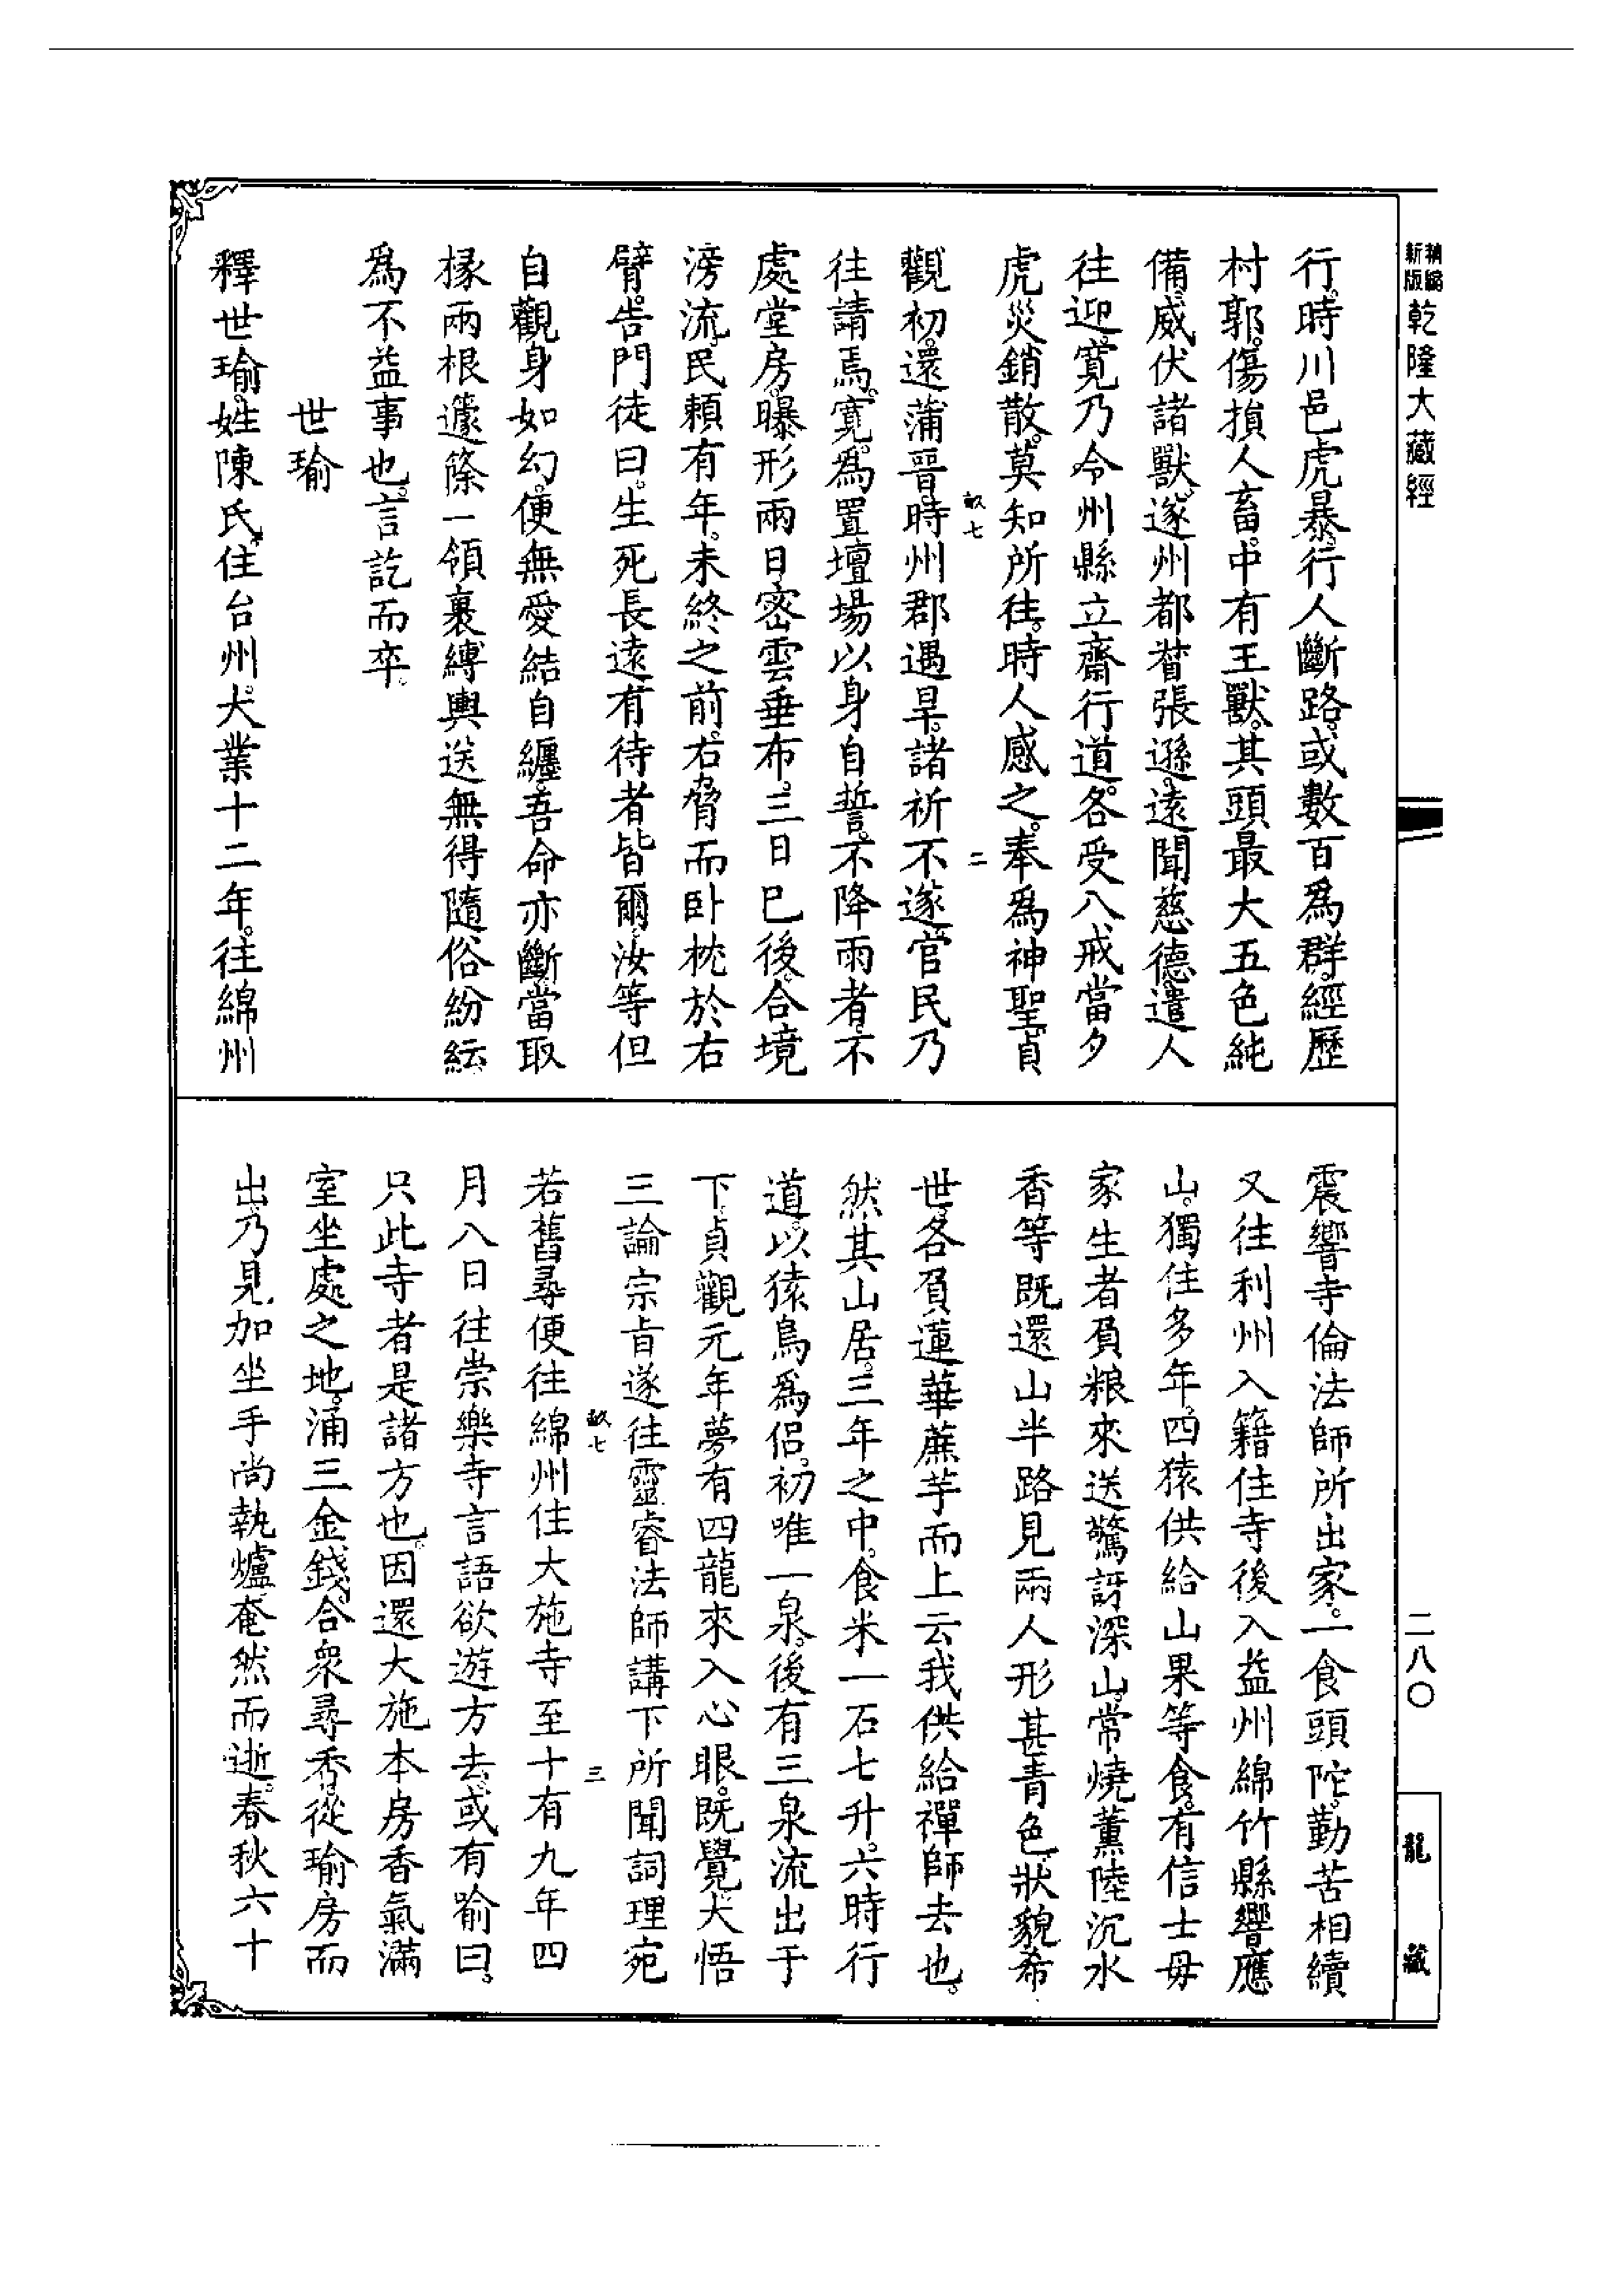 精縮
新版
乾隆大藏經
行。時川邑虎暴。行人斷路。或數百爲群。經歷
村郭。傷損人畜。中有王獸。其頭最大五色純
備。威伏諸獸。遂州都督張遜。遠聞慈德。遣人
往迎。寬乃令州縣立齋行道。各受八戒當夕
虎災銷散。莫知所往。時人感之。奉爲神聖貞
七 二
觀初。還蒲晉。時州郡遇旱。諸祈不遂。官民乃
往請焉。寬。爲置壇場以身自誓。不降雨者。不
處堂房。曝形兩日。密雲垂布。三日已後。合境
滂流。民頼有年。未終之前。右脅而卧枕於右
臂。告門徒曰。生死長遠有待者皆爾。汝等但
自觀身如幻。便無愛結自纏。吾命亦斷。當取
椽兩根籧篨一領裹縛輿送無得隨俗紛紜。
爲不益事也。言訖而卒。
世瑜
釋世瑜。姓陳氏。住台州。大業十二年。往綿州
震響寺倫法師所出家。一食頭陀。勤苦相續
又往利州入籍住寺後入益州綿竹縣響應
山。獨住多年。四猿供給山果等食。有信士母
家生者負粮來送驚訝深山。常燒薰陸沉水
香等既還山半路見兩人形甚青色。狀貌希
世。各負蓮華蔗芋而上云我供給禪師去也。
然其山居。三年之中。食米一石七升。六時行
道。以猿鳥爲侶。初唯一泉。後有三泉流出于
下。貞觀元年夢有四龍來入心眼。既覺。大悟
三論宗旨遂往靈睿法師講下所聞詞理宛
七 三
若舊尋便往綿州住大施寺至十有九年四
月八日往崇樂寺言語欲遊方去。或有喻曰。
只此寺者是諸方也。因還大施本房香氣滿
室坐處之地。涌三金錢。合衆尋香。從瑜房而
出。乃見加坐手尚執爐奄然而逝。春秋六十
二八〇
龍藏